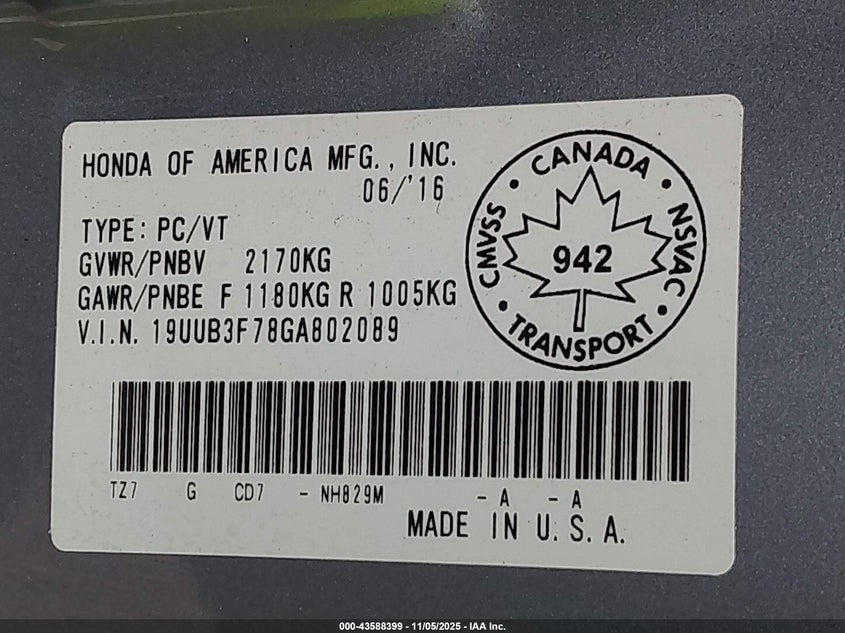 HONDA OF AMERICA MFG., INC.
06/'16
TYPE: PC/VT
GVWR/PNBV 2170KG
GAWR/PNBE F 1180KG R 1005KG
V.I.N. 19UUB3F78GA802089
CANADA
CMVSS • 942 • NSVAC
TRANSPORT
TZ7 G CD7 - NH829M - A - A
MADE IN U.S.A.
000-43588399 - 11/05/2025 - IAA Inc.